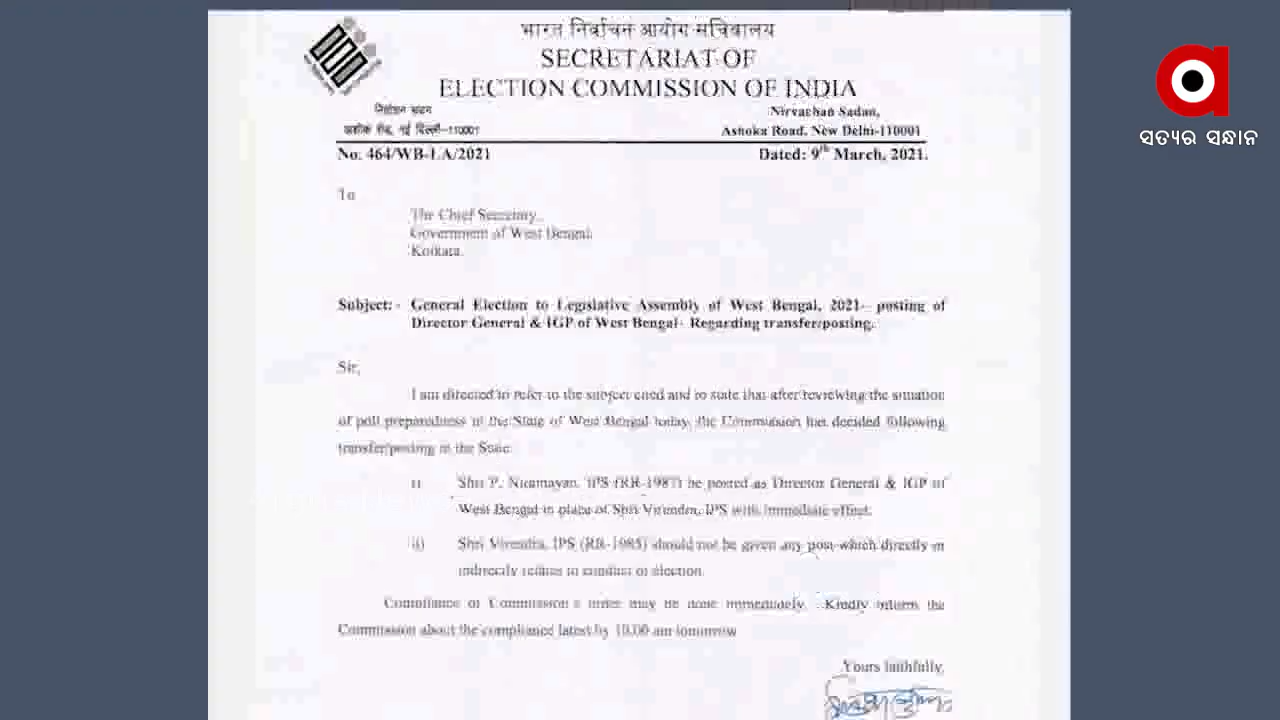 भारत निर्वाचन आयोग सचिवालय
SECRETARIAT OF
ELECTION COMMISSION OF INDIA
निर्वाचन सदन
अशोक रोड, नई दिल्ली-110001
Nirvachan Sadan,
Ashoka Road, New Delhi-110001
No. 464/WB-LA/2021
Dated: 9th March, 2021.
ସତ୍ୟର ସନ୍ଧାନ
To
The Chief Secretary,
Government of West Bengal,
Kolkata.
Subject: - General Election to Legislative Assembly of West Bengal, 2021- posting of
Director General & IGP of West Bengal- Regarding transfer/posting.
Sir,
I am directed to refer to the subject cited and to state that after reviewing the situation
of poll preparedness in the State of West Bengal today, the Commission has decided following
transfer/posting in the State:
i) Shri P. Nirajnayan, IPS (RR-1987) be posted as Director General & IGP of
West Bengal in place of Shri Virendra, IPS with immediate effect.
ii) Shri Virendra, IPS (RR-1985) should not be given any post which directly or
indirectly relates to conduct of election.
Compliance of Commission's order may be done immediately. Kindly inform the
Commission about the compliance latest by 10.00 am tomorrow.
Yours faithfully,